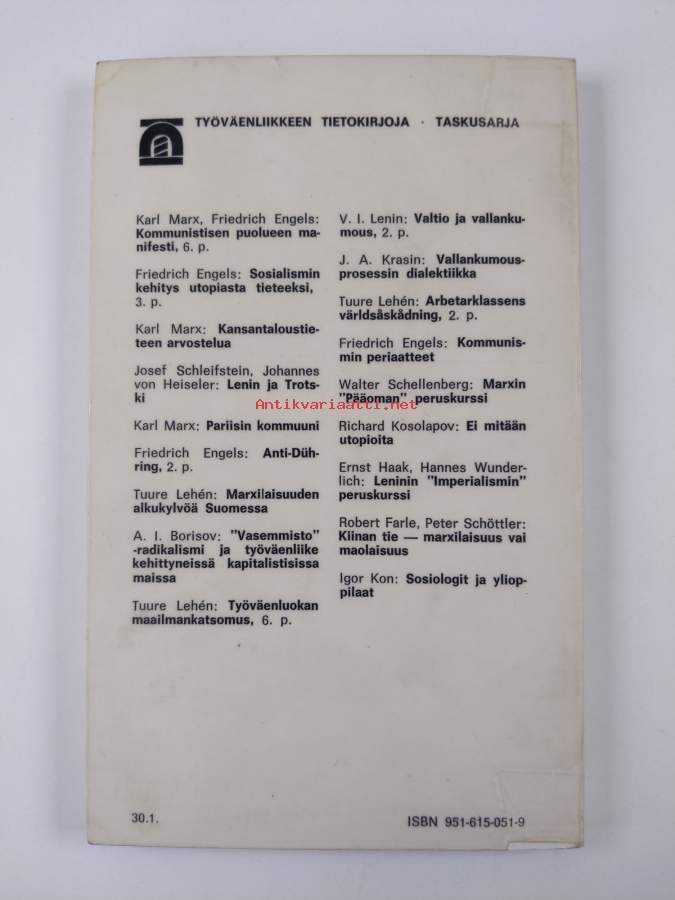 TYÖVÄENLIIKKEEN TIETOKIRJOJA · TASKUSARJA
Karl Marx, Friedrich Engels:
Kommunistisen puolueen ma-
nifesti, 6. p.
Friedrich Engels: Sosialismin
kehitys utopiasta tieteeksi,
3. p.
Karl Marx: Kansantaloustie-
teen arvostelua
Josef Schleifstein, Johannes
von Heiseler: Lenin ja Trots-
ki
Karl Marx: Pariisin kommuuni
Friedrich Engels: Anti-Düh-
ring, 2. p.
Tuure Lehén: Marxilaisuuden
alkukylvöä Suomessa
A. I. Borisov: "Vasemmisto"
-radikalismi ja työväenliike
kehittyneissä kapitalistisissa
maissa
Tuure Lehén: Työväenluokan
maailmankatsomus, 6. p.
V. I. Lenin: Valtio ja vallanku-
mous, 2. p.
J. A. Krasin: Vallankumous-
prosessin dialektiikka
Tuure Lehén: Arbetarklassens
världsåskådning, 2. p.
Friedrich Engels: Kommunis-
min periaatteet
Walter Schellenberg: Marxin
"Pääoman" peruskurssi
Richard Kosolapov: Ei mitään
utopioita
Ernst Haak, Hannes Wunder-
lich: Leninin "Imperialismin"
peruskurssi
Robert Farle, Peter Schöttler:
Kiinan tie — marxilaisuus vai
maolaisuus
Igor Kon: Sosiologit ja yliop-
pilaat
Antikvariaatti.net
30.1.
ISBN 951-615-051-9